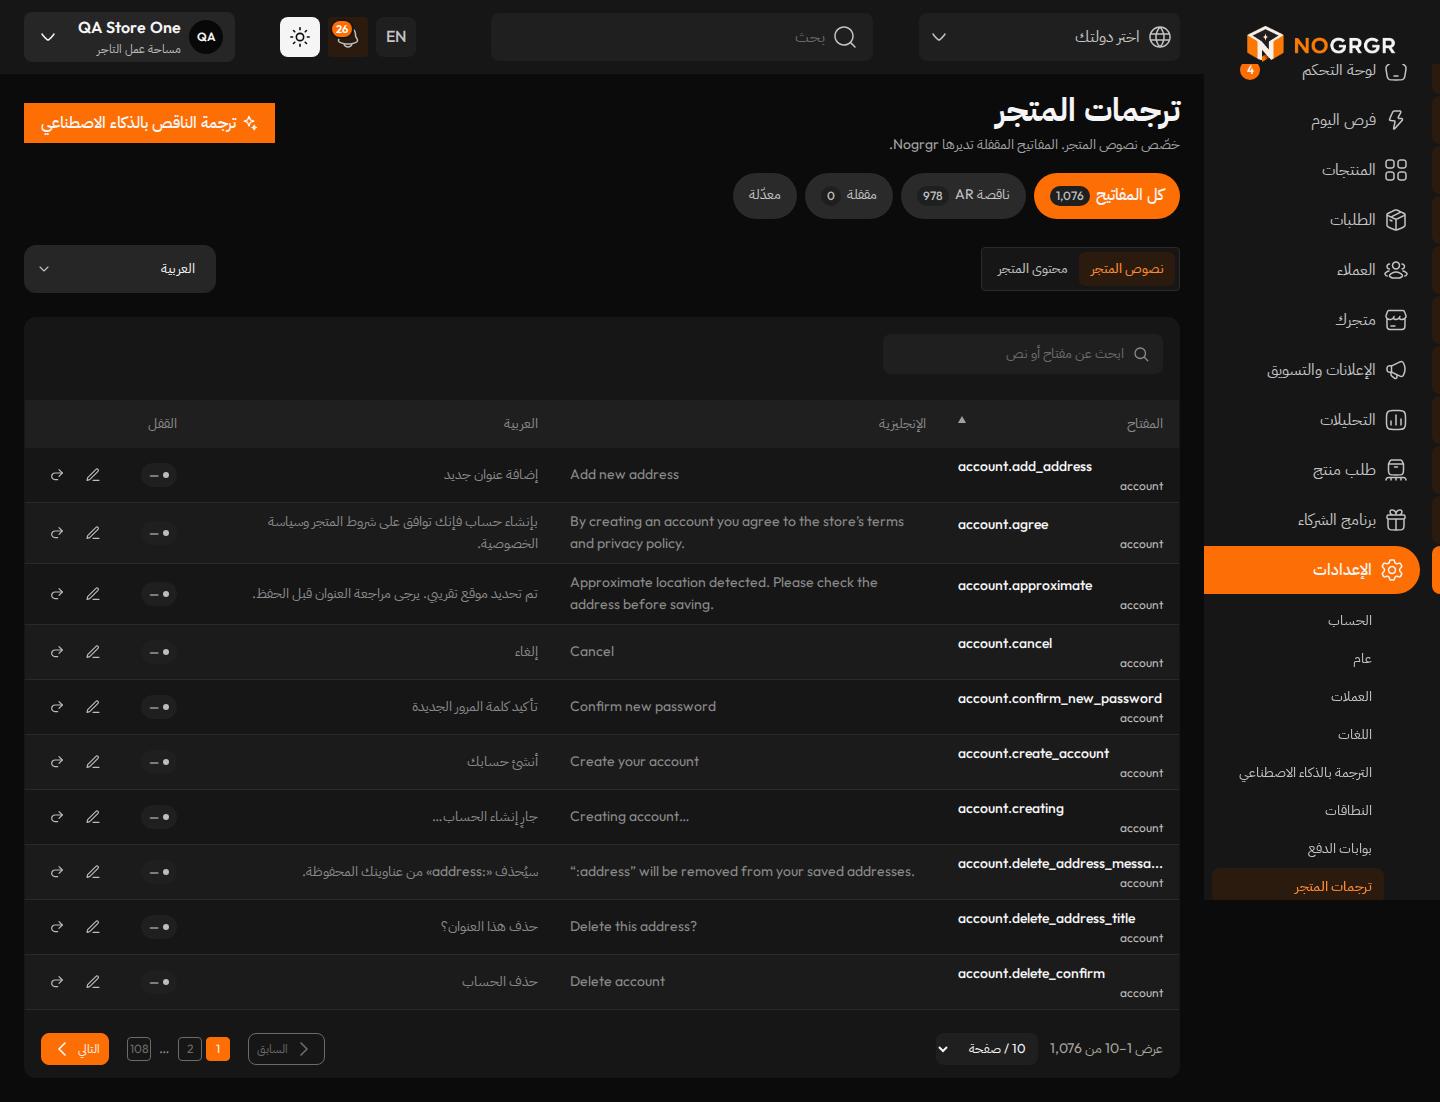 NOGRGR
اختر دولتك
بحث
EN
26
QA Store One
مساحة عمل التاجر
QA
لوحة التحكم
4
فرص اليوم
المنتجات
الطلبات
العملاء
متجرك
الإعلانات والتسويق
التحليلات
طلب منتج
برنامج الشركاء
الإعدادات
الحساب
عام
العملات
اللغات
الترجمة بالذكاء الاصطناعي
النطاقات
بوابات الدفع
ترجمات المتجر
ترجمات المتجر
خصّص نصوص المتجر. المفاتيح المقفلة تديرها Nogrgr.
ترجمة الناقص بالذكاء الاصطناعي
كل المفاتيح 1,076
ناقصة AR 978
مقفلة 0
معدّلة
نصوص المتجر
محتوى المتجر
العربية
ابحث عن مفتاح أو نص
المفتاح ▲
الإنجليزية
العربية
القفل
account.add_address
account
Add new address
إضافة عنوان جديد
–
account.agree
account
By creating an account you agree to the store's terms
and privacy policy.
بإنشاء حساب فإنك توافق على شروط المتجر وسياسة
الخصوصية.
–
account.approximate
account
Approximate location detected. Please check the
address before saving.
تم تحديد موقع تقريبي. يرجى مراجعة العنوان قبل الحفظ.
–
account.cancel
account
Cancel
إلغاء
–
account.confirm_new_password
account
Confirm new password
تأكيد كلمة المرور الجديدة
–
account.create_account
account
Create your account
أنشئ حسابك
–
account.creating
account
Creating account…
جارٍ إنشاء الحساب…
–
account.delete_address_messa...
account
“:address” will be removed from your saved addresses.
سيُحذف «:address» من عناوينك المحفوظة.
–
account.delete_address_title
account
Delete this address?
حذف هذا العنوان؟
–
account.delete_confirm
account
Delete account
حذف الحساب
–
عرض 1–10 من 1,076
10 / صفحة
السابق
1
2
...
108
التالي